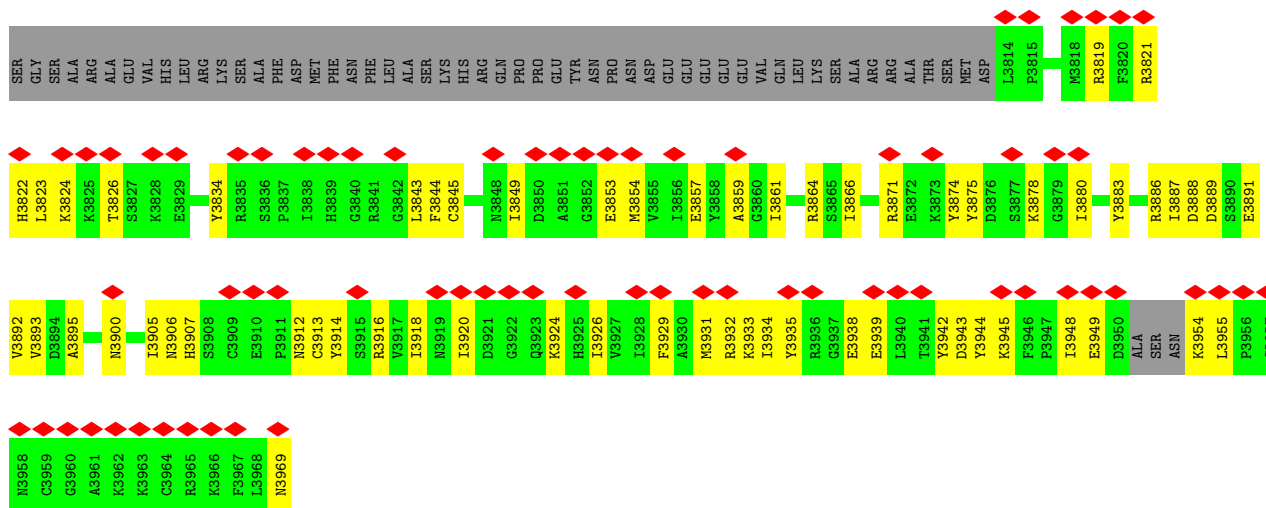 SER GLY SER ALA ARG ALA GLU VAL HIS LEU ARG LYS SER ALA PHE ASP MET PHE ASN PHE LEU ALA SER LYS HIS ARG GLN PRO PRO GLU TYR ASN PRO ASN ASP GLU GLU GLU GLU GLU VAL GLN LEU LYS SER ALA ARG ARG ALA THR SER MET ASP L3814 P3815 M3818 R3819 F3820 R3821
H3822 L3823 K3824 K3825 T3826 S3827 K3828 E3829 Y3834 R3835 S3836 P3837 I3838 H3839 G3840 R3841 G3842 L3843 F3844 C3845 N3848 I3849 D3850 A3851 G3852 E3853 M3854 V3855 I3856 E3857 Y3858 A3859 G3860 I3861 R3864 S3865 I3866 R3871 E3872 K3873 Y3874 Y3875 D3876 S3877 K3878 G3879 I3880 Y3883 R3886 I3887 D3888 D3889 S3890 E3891
V3892 V3893 D3894 A3895 N3900 I3905 N3906 H3907 S3908 C3909 E3910 P3911 N3912 C3913 Y3914 S3915 R3916 V3917 I3918 N3919 I3920 D3921 G3922 Q3923 K3924 H3925 I3926 V3927 I3928 F3929 A3930 M3931 R3932 K3933 I3934 Y3935 R3936 G3937 E3938 E3939 L3940 T3941 Y3942 D3943 Y3944 K3945 F3946 P3947 I3948 E3949 D3950 ALA SER ASN K3954 L3955 P3956
N3958 C3959 G3960 A3961 K3962 K3963 C3964 R3965 K3966 F3967 L3968 N3969